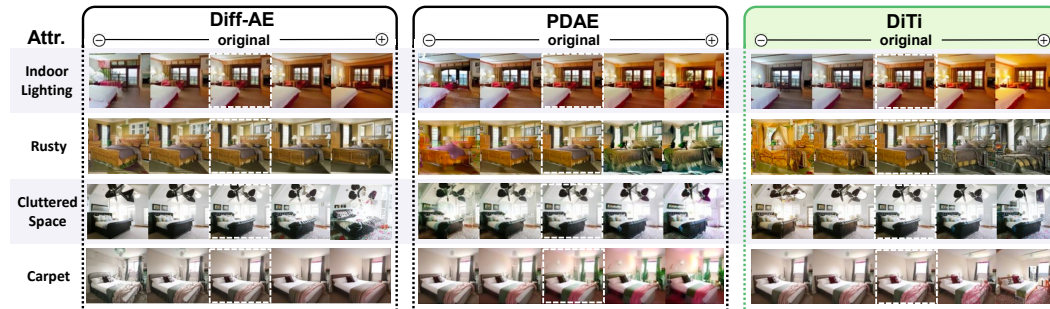 Diff-AE PDAE DiTi
Attr. − original + − original + − original +
Indoor
Lighting
Rusty
Cluttered
Space
Carpet